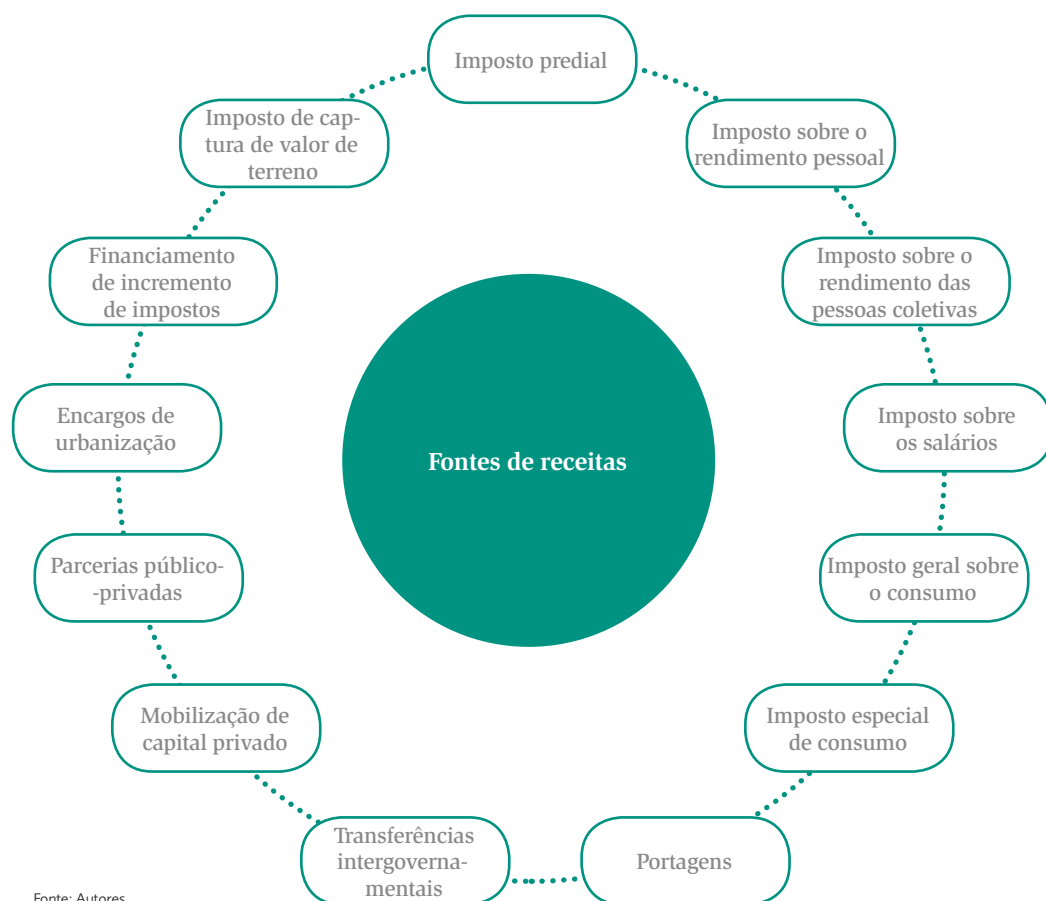 Imposto predial
Imposto sobre o
rendimento pessoal
Imposto sobre o
rendimento das
pessoas coletivas
Imposto sobre
os salários
Imposto geral sobre
o consumo
Imposto especial
de consumo
Portagens
Transferências
intergoverna-
mentais
Mobilização de
capital privado
Parcerias público-
-privadas
Encargos de
urbanização
Financiamento
de incremento
de impostos
Imposto de cap-
tura de valor de
terreno
Fontes de receitas
Fonte: Autores